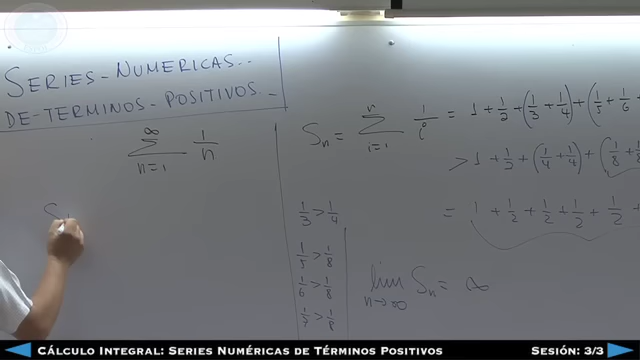 SERIES-NUMERICAS..
DE-TERMINOS-POSITIVOS..
∞
∑ 1/n
n=1
S
n
Sn = ∑ 1/i = 1 + 1/2 + (1/3 + 1/4) + (1/5 + 1/6 +
i=1
> 1 + 1/2 + (1/4 + 1/4) + (1/8 + 1/8
= 1 + 1/2 + 1/2 + 1/2 + 1/2 +
1/3 > 1/4
1/5 > 1/8
1/6 > 1/8
1/7 > 1/8
lim Sn = ∞
n→∞
CÁLCULO INTEGRAL: SERIES NUMÉRICAS DE TÉRMINOS POSITIVOS
SESIÓN: 3/3